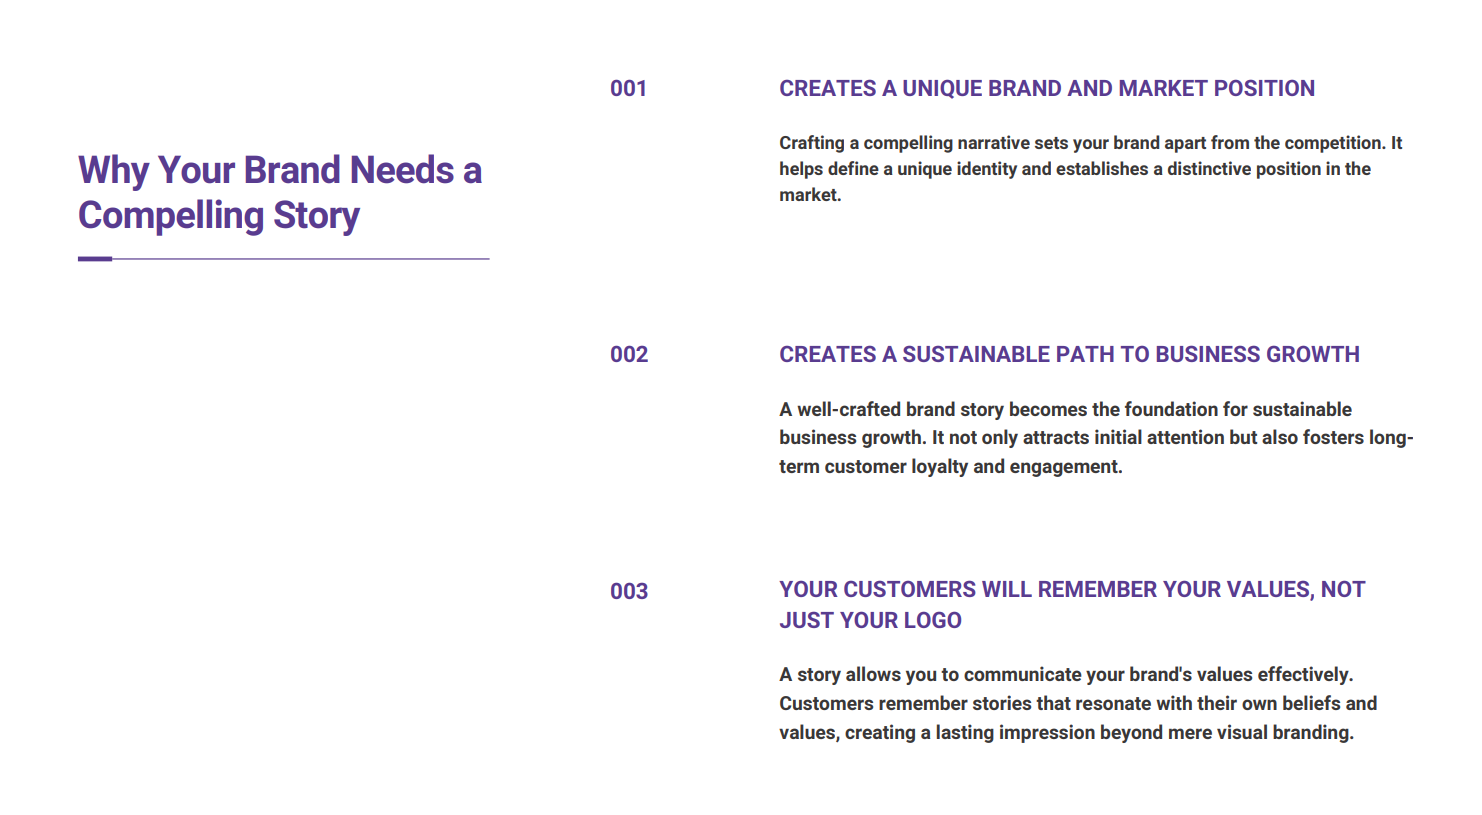 Why Your Brand Needs a
Compelling Story
001
CREATES A UNIQUE BRAND AND MARKET POSITION
Crafting a compelling narrative sets your brand apart from the competition. It
helps define a unique identity and establishes a distinctive position in the
market.
002
CREATES A SUSTAINABLE PATH TO BUSINESS GROWTH
A well-crafted brand story becomes the foundation for sustainable
business growth. It not only attracts initial attention but also fosters long-
term customer loyalty and engagement.
003
YOUR CUSTOMERS WILL REMEMBER YOUR VALUES, NOT
JUST YOUR LOGO
A story allows you to communicate your brand's values effectively.
Customers remember stories that resonate with their own beliefs and
values, creating a lasting impression beyond mere visual branding.